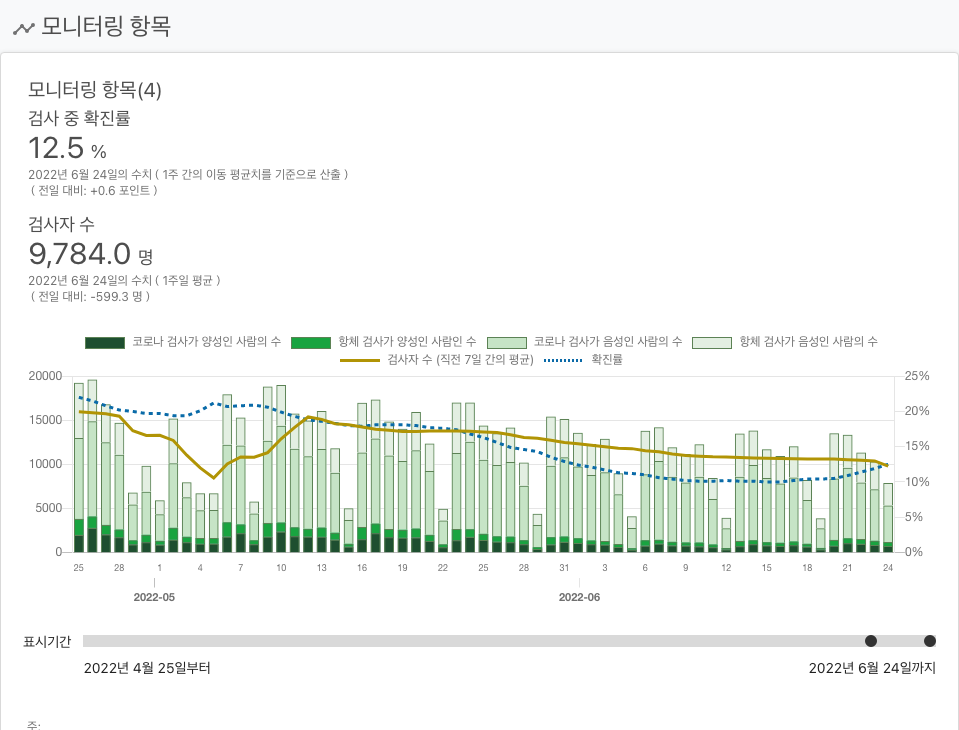 모니터링 항목
모니터링 항목(4)
검사 중 확진률
12.5 %
2022년 6월 24일의 수치 ( 1주 간의 이동 평균치를 기준으로 산출 )
( 전일 대비: +0.6 포인트 )
검사자 수
9,784.0 명
2022년 6월 24일의 수치 ( 1주일 평균 )
( 전일 대비: -599.3 명 )
코로나 검사가 양성인 사람의 수 항체 검사가 양성인 사람인 수 코로나 검사가 음성인 사람의 수 항체 검사가 음성인 사람의 수
검사자 수 (직전 7일 간의 평균) 확진률
20000 25%
15000 20%
15%
10000 10%
5000 5%
0 0%
25 28 1 4 7 10 13 16 19 22 25 28 31 3 6 9 12 15 18 21 24
2022-05 2022-06
표시기간
2022년 4월 25일부터 2022년 6월 24일까지
주: